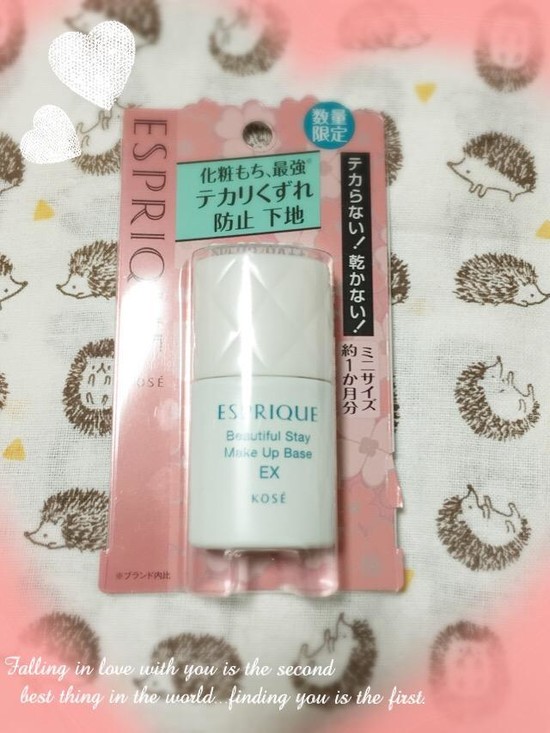 ESPRIQUE
KOSÉ
数量
限定
化粧もち、最強※
テカリくずれ
防止 下地
テカらない！乾かない！
ミニサイズ
約1か月分
ESPRIQUE
Beautiful Stay
Make Up Base
EX
KOSÉ
※ブランド内比
Falling in love with you is the second
best thing in the world...finding you is the first.